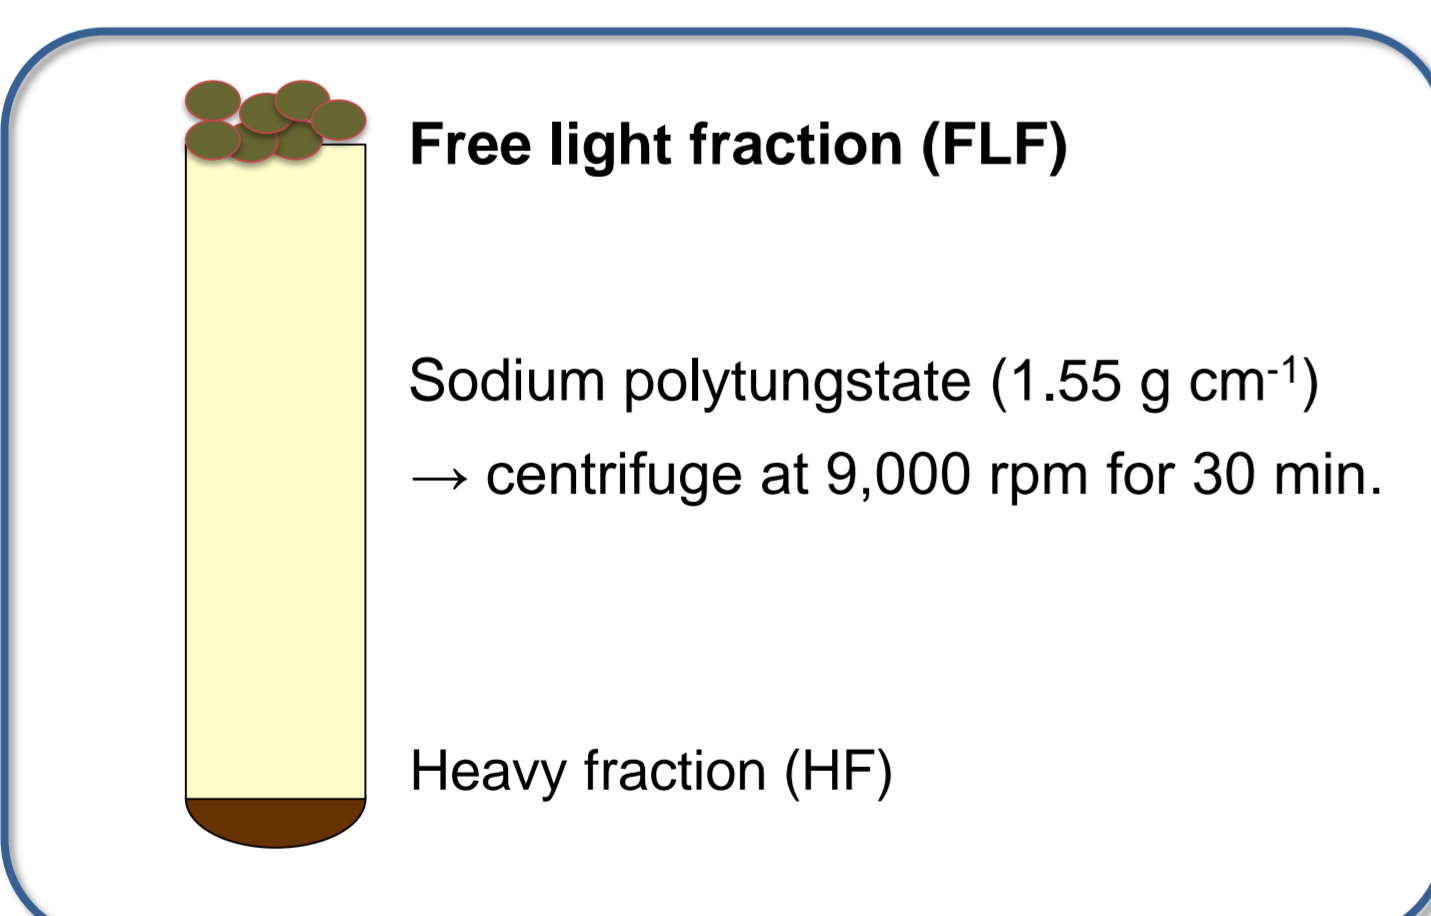 Free light fraction (FLF)
Sodium polytungstate (1.55 g cm⁻¹)
→ centrifuge at 9,000 rpm for 30 min.
Heavy fraction (HF)